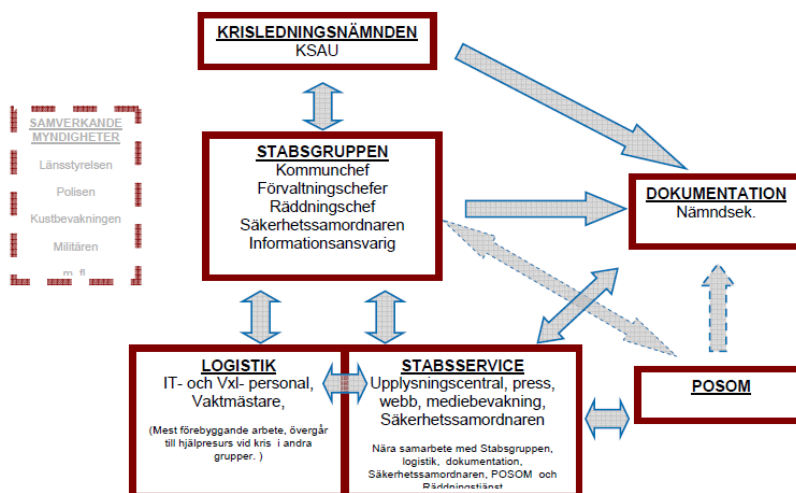 KRISLEDNINGSNÄMNDEN
KSAU
SAMVERKANDE
MYNDIGHETER
Länsstyrelsen
Polisen
Kustbevakningen
Militären
m fl
STABSGRUPPEN
Kommunchef
Förvaltningschefer
Räddningschef
Säkerhetssamordnaren
Informationsansvarig
DOKUMENTATION
Nämndsek.
LOGISTIK
IT- och Vxl- personal,
Vaktmästare,
(Mest förebyggande arbete, övergår
till hjälpresurs vid kris i andra
grupper. )
STABSSERVICE
Upplysningscentral, press,
webb, mediebevakning,
Säkerhetssamordnaren
Nära samarbete med Stabsgruppen,
logistik, dokumentation,
Säkerhetssamordnaren, POSOM och
Räddningstjänst
POSOM